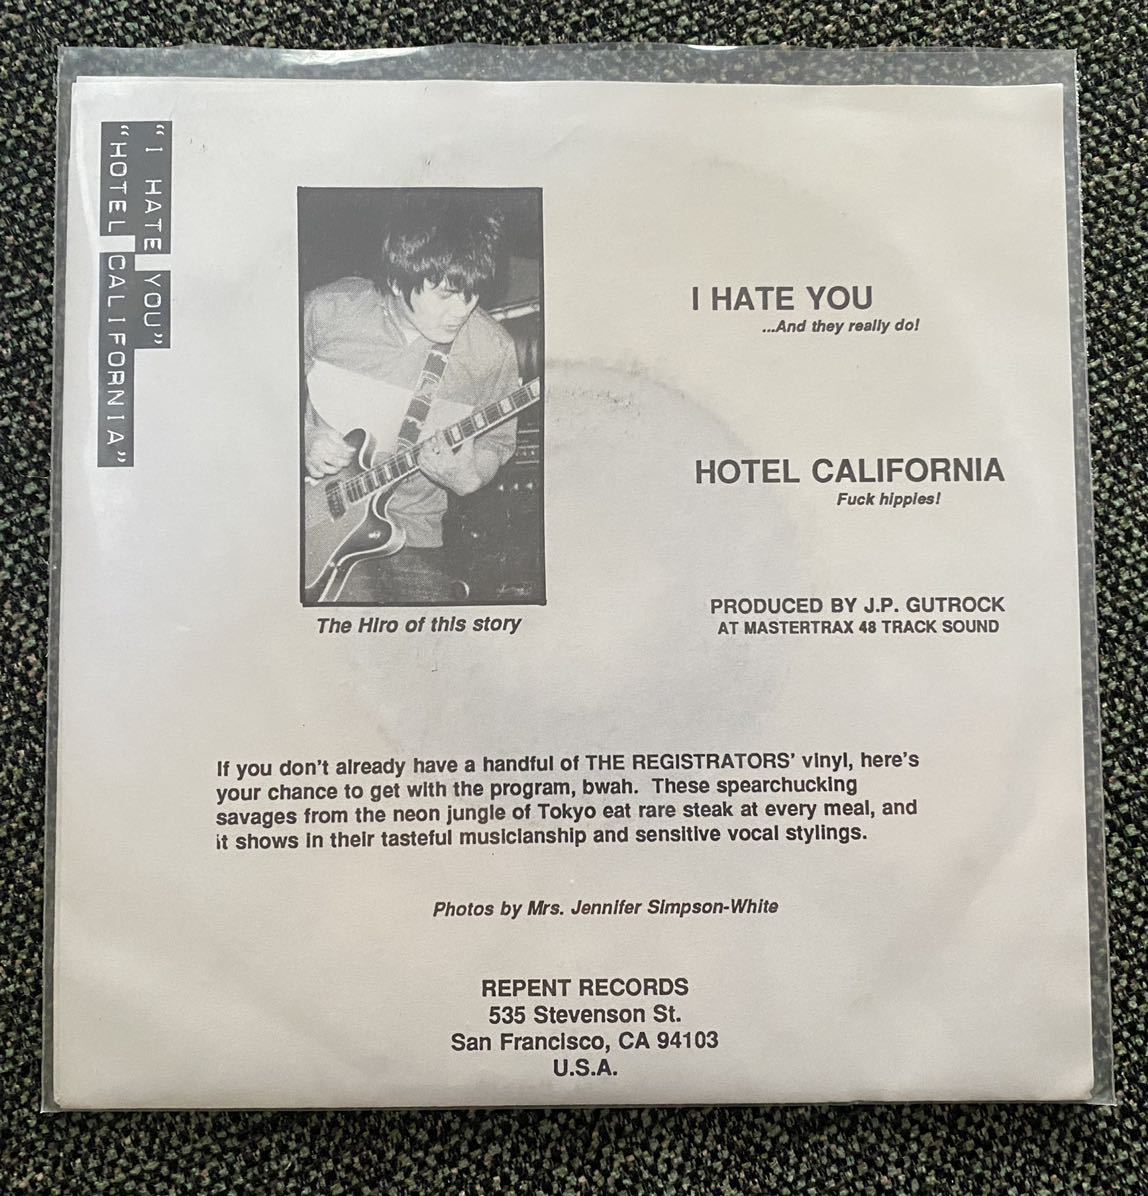 “I HATE YOU”
“HOTEL CALIFORNIA”
I HATE YOU
...And they really do!
HOTEL CALIFORNIA
Fuck hippies!
PRODUCED BY J.P. GUTROCK
AT MASTERTRAX 48 TRACK SOUND
The Hiro of this story
If you don't already have a handful of THE REGISTRATORS' vinyl, here's
your chance to get with the program, bwah. These spearchucking
savages from the neon jungle of Tokyo eat rare steak at every meal, and
it shows in their tasteful musicianship and sensitive vocal stylings.
Photos by Mrs. Jennifer Simpson-White
REPENT RECORDS
535 Stevenson St.
San Francisco, CA 94103
U.S.A.